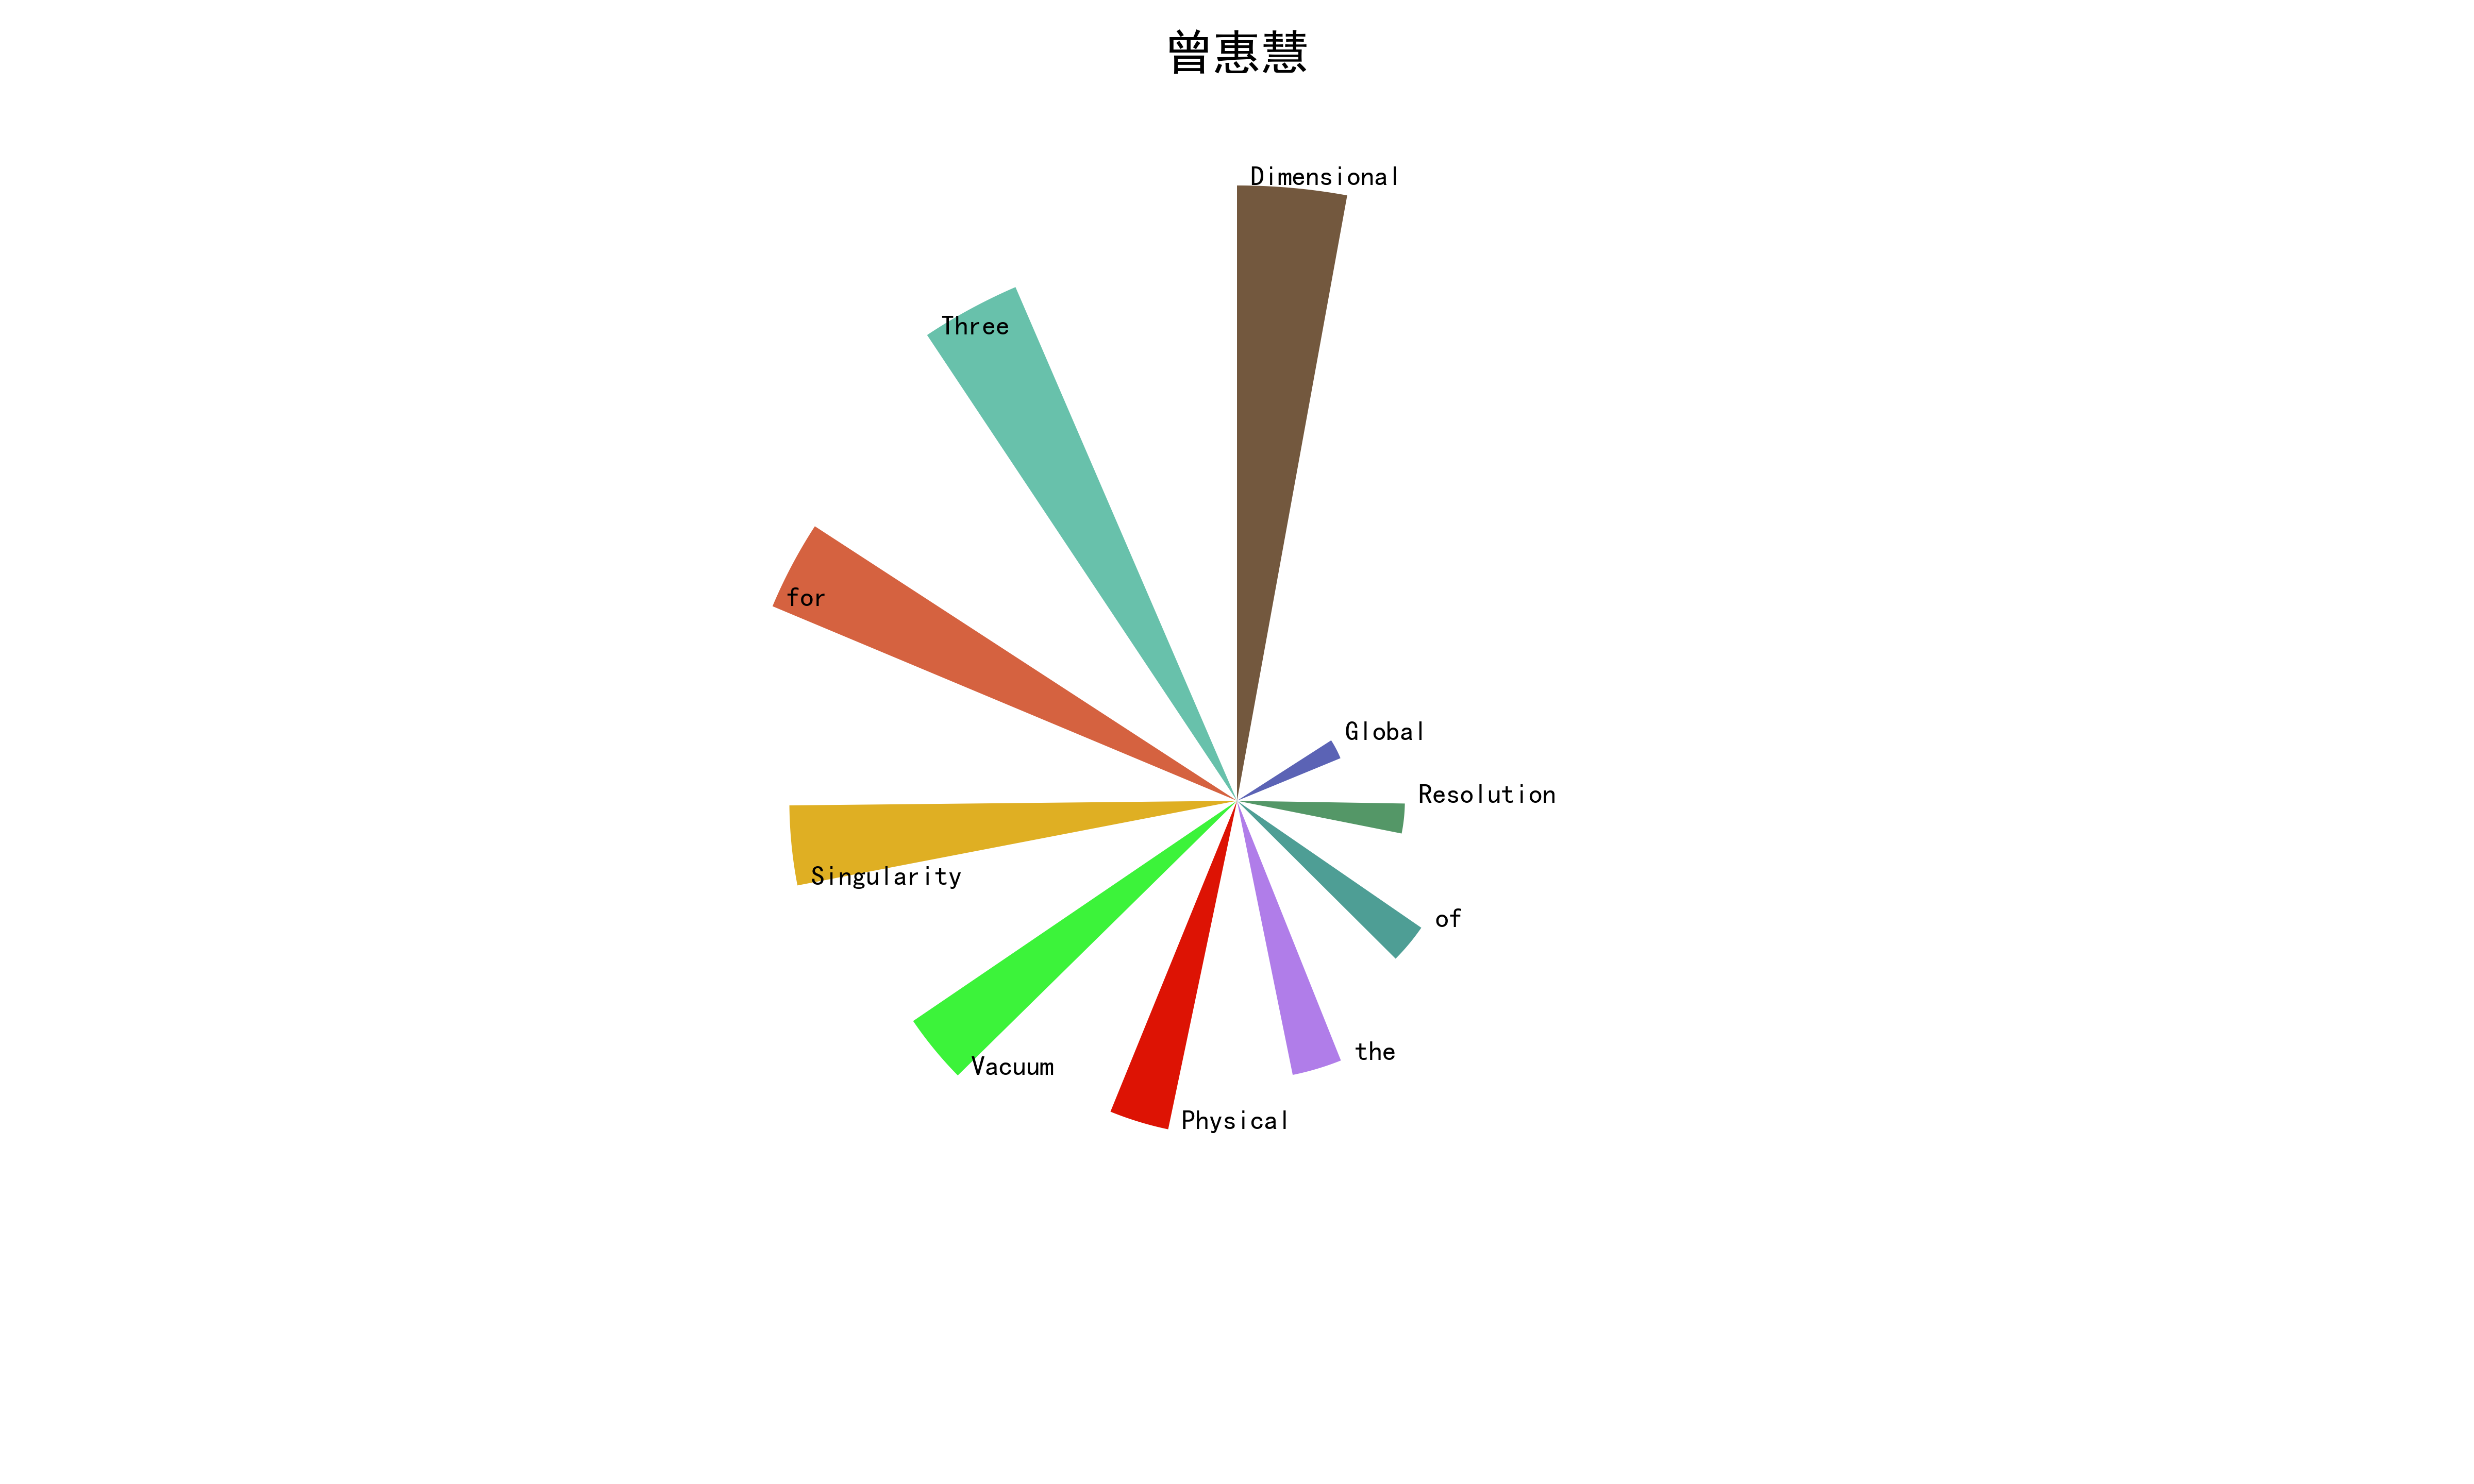 曾惠慧
Dimensional
Three
for
Global
Resolution
Singularity
of
the
Vacuum
Physical